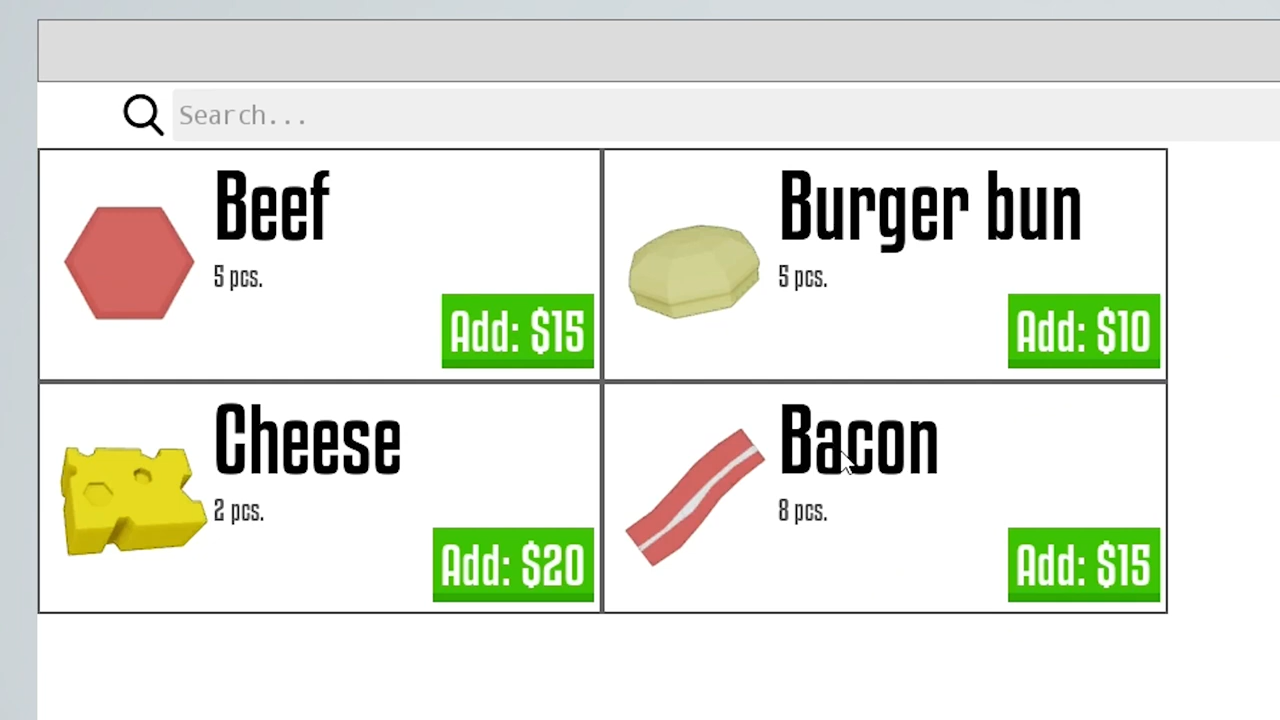 Search...
Beef
5 pcs.
Add: $15
Burger bun
5 pcs.
Add: $10
Cheese
2 pcs.
Add: $20
Bacon
8 pcs.
Add: $15